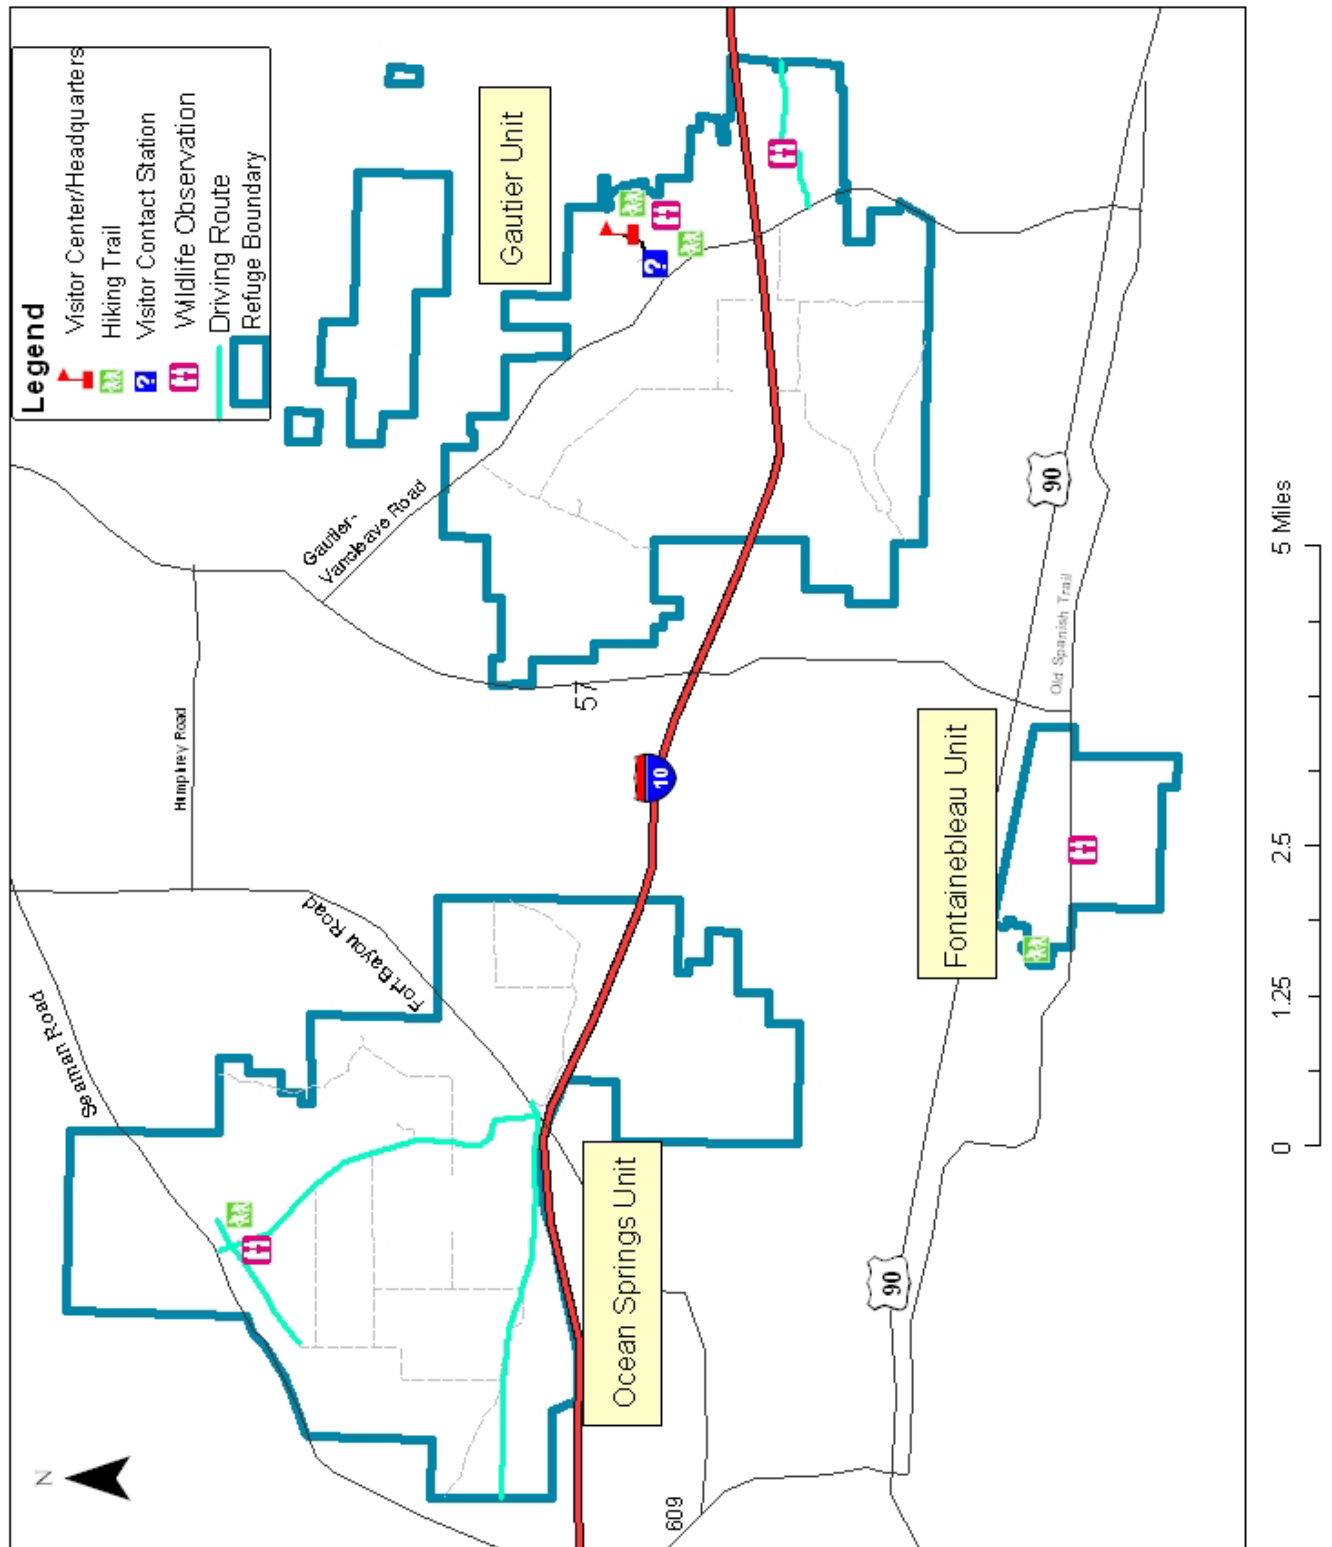 Legend
Visitor Center/Headquarters
Hiking Trail
? Visitor Contact Station
Wildlife Observation
Driving Route
Refuge Boundary
N
Seaman Road
Humphrey Road
Fort Bayou Road
Gautier-
Vancleave Road
Gautier Unit
?
57
10
Ocean Springs Unit
609
Fontainebleau Unit
90
Old Spanish Trail
90
0 1.25 2.5 5 Miles